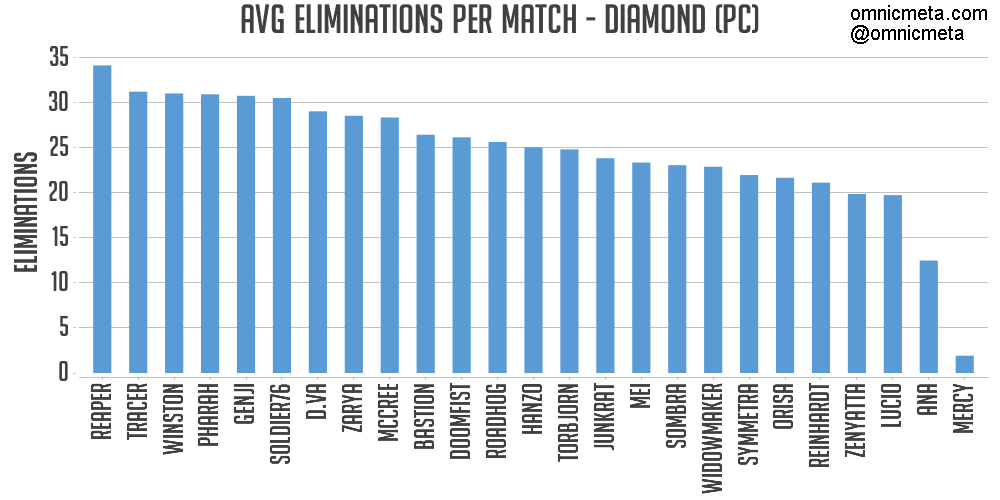 AVG ELIMINATIONS PER MATCH - DIAMOND (PC)
omnicmeta.com
@omnicmeta
ELIMINATIONS
35
30
25
20
15
10
5
0
REAPER
TRACER
WINSTON
PHARAH
GENJI
SOLDIER76
D.VA
ZARYA
MCCREE
BASTION
DOOMFIST
ROADHOG
HANZO
TORBJORN
JUNKRAT
MEI
SOMBRA
WIDOWMAKER
SYMMETRA
ORISA
REINHARDT
ZENYATTA
LUCIO
ANA
MERCY